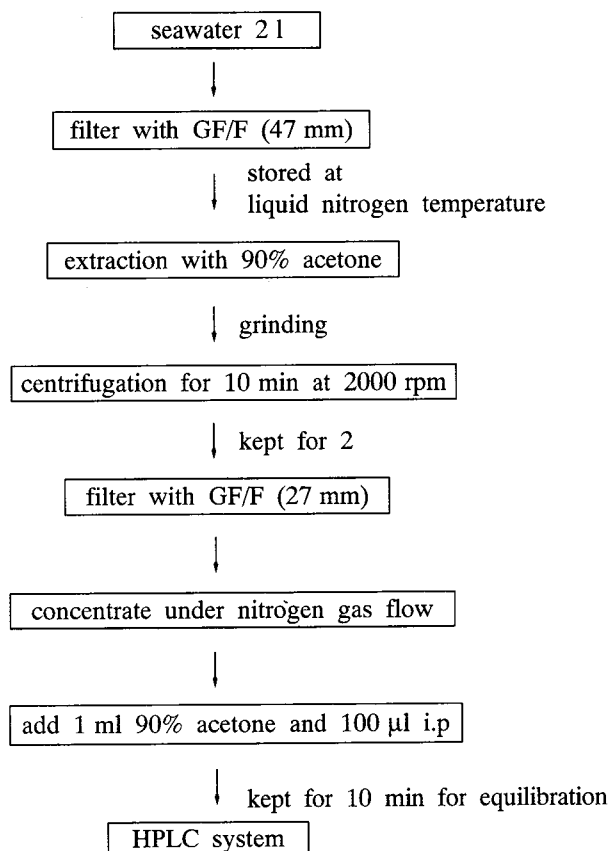 seawater 2 l
filter with GF/F (47 mm)
stored at
liquid nitrogen temperature
extraction with 90% acetone
grinding
centrifugation for 10 min at 2000 rpm
kept for 2
filter with GF/F (27 mm)
concentrate under nitrogen gas flow
add 1 ml 90% acetone and 100 μl i.p
kept for 10 min for equilibration
HPLC system